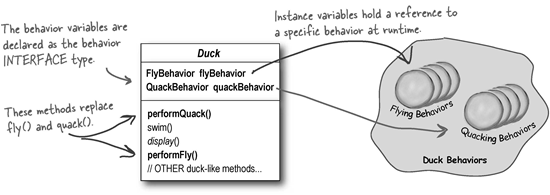 The behavior variables are
declared as the behavior
INTERFACE type.
These methods replace
fly() and quack().
Duck
FlyBehavior flyBehavior
QuackBehavior quackBehavior
performQuack()
swim()
display()
performFly()
// OTHER duck-like methods...
Instance variables hold a reference to
a specific behavior at runtime.
Flying Behaviors
Quacking Behaviors
Duck Behaviors